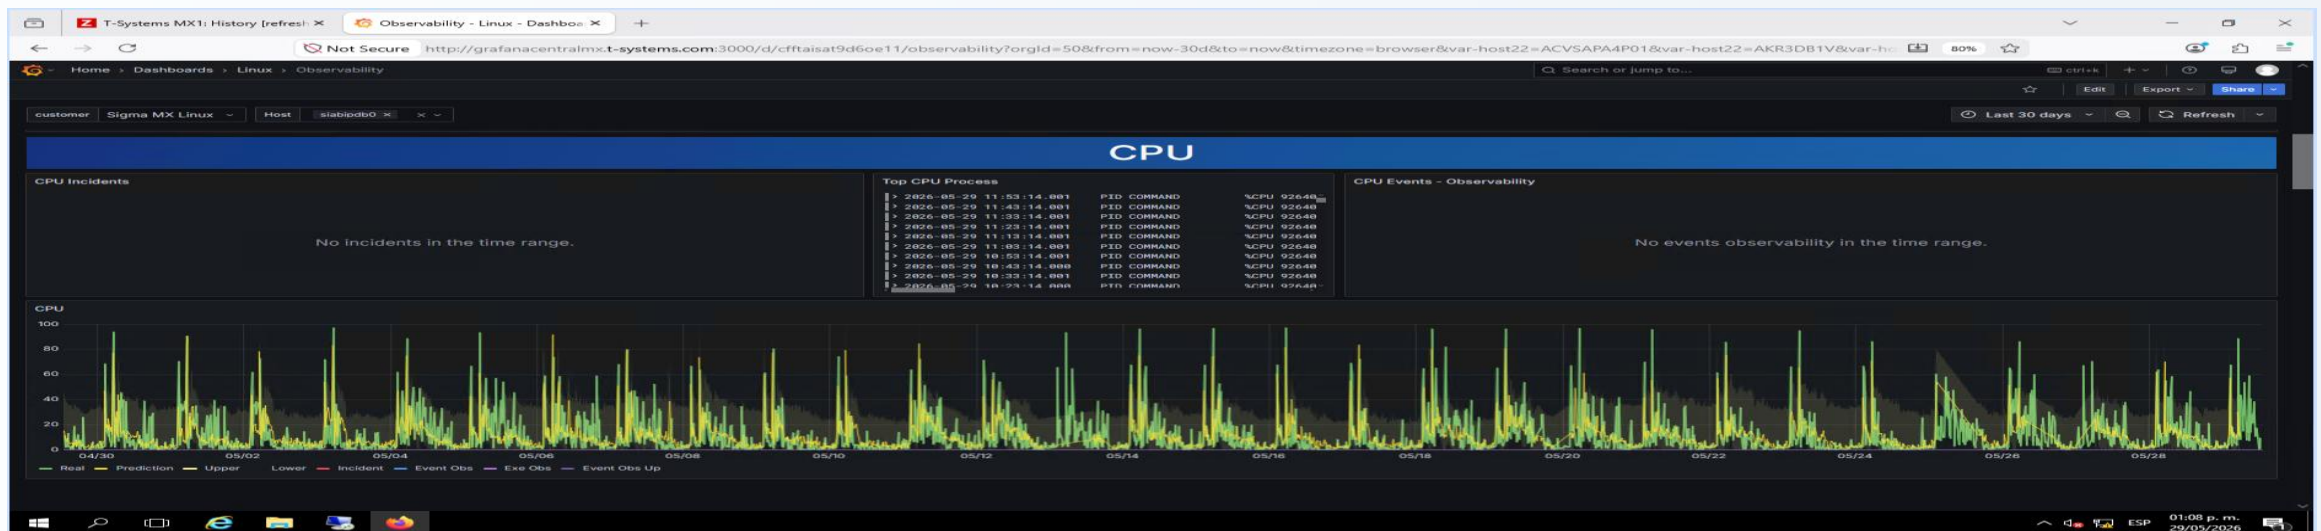 T-Systems MX1: History [refresh
Observability - Linux - Dashboa
Not Secure http://grafanacentralmx.t-systems.com:3000/d/cfftaisat9d6oe11/observability?orgId=50&from=now-30d&to=now&timezone=browser&var-host22=ACVSAPA4P01&var-host22=AKR3DB1V&var-ho 80%
Home > Dashboards > Linux > Observability
Search or jump to...
ctrl+k
Edit Export Share
customer Sigma MX Linux Host siabipdb0
Last 30 days Refresh
CPU
CPU Incidents
No incidents in the time range.
Top CPU Process
> 2026-05-29 11:53:14.001 PID COMMAND %CPU 92640
> 2026-05-29 11:43:14.001 PID COMMAND %CPU 92640
> 2026-05-29 11:33:14.001 PID COMMAND %CPU 92640
> 2026-05-29 11:23:14.001 PID COMMAND %CPU 92640
> 2026-05-29 11:13:14.001 PID COMMAND %CPU 92640
> 2026-05-29 11:03:14.001 PID COMMAND %CPU 92640
> 2026-05-29 10:53:14.001 PID COMMAND %CPU 92640
> 2026-05-29 10:43:14.000 PID COMMAND %CPU 92640
> 2026-05-29 10:33:14.001 PID COMMAND %CPU 92640
> 2026-05-29 10:23:14.000 PID COMMAND %CPU 92640
CPU Events - Observability
No events observability in the time range.
CPU
100
80
60
40
20
0
04/30 05/02 05/04 05/06 05/08 05/10 05/12 05/14 05/16 05/18 05/20 05/22 05/24 05/26 05/28
Real Prediction Upper Lower Incident Event Obs Exe Obs Event Obs Up
ESP
01:08 p. m.
29/05/2026